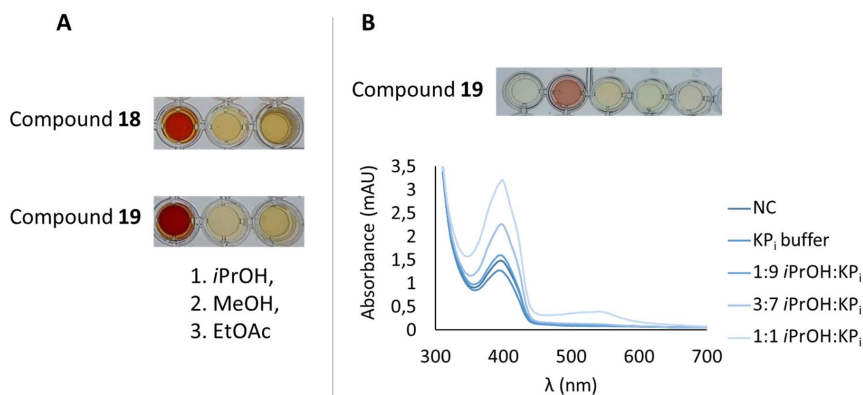 A
Compound 18
Compound 19
1. iPrOH,
2. MeOH,
3. EtOAc
B
Compound 19
Absorbance (mAU)
3,5
3
2,5
2
1,5
1
0,5
0
300
400
500
600
700
λ (nm)
NC
KPi buffer
1:9 iPrOH:KPi
3:7 iPrOH:KPi
1:1 iPrOH:KPi